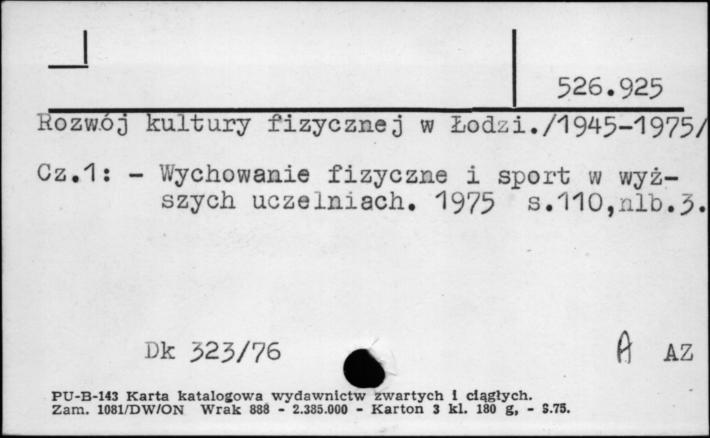 526.925
Rozwój kultury fizycznej w Łodzi./1945-1975/
Cz.1: - Wychowanie fizyczne i sport w wyż-
szych uczelniach. 1975 s.110,nlb.3.
Dk 323/76 A AZ
PU-B-143 Karta katalogowa wydawnictw zwartych i ciągłych.
Zam. 1081/DW/ON Wrak 888 - 2.385.000 - Karton 3 kl. 180 g, - S.75.